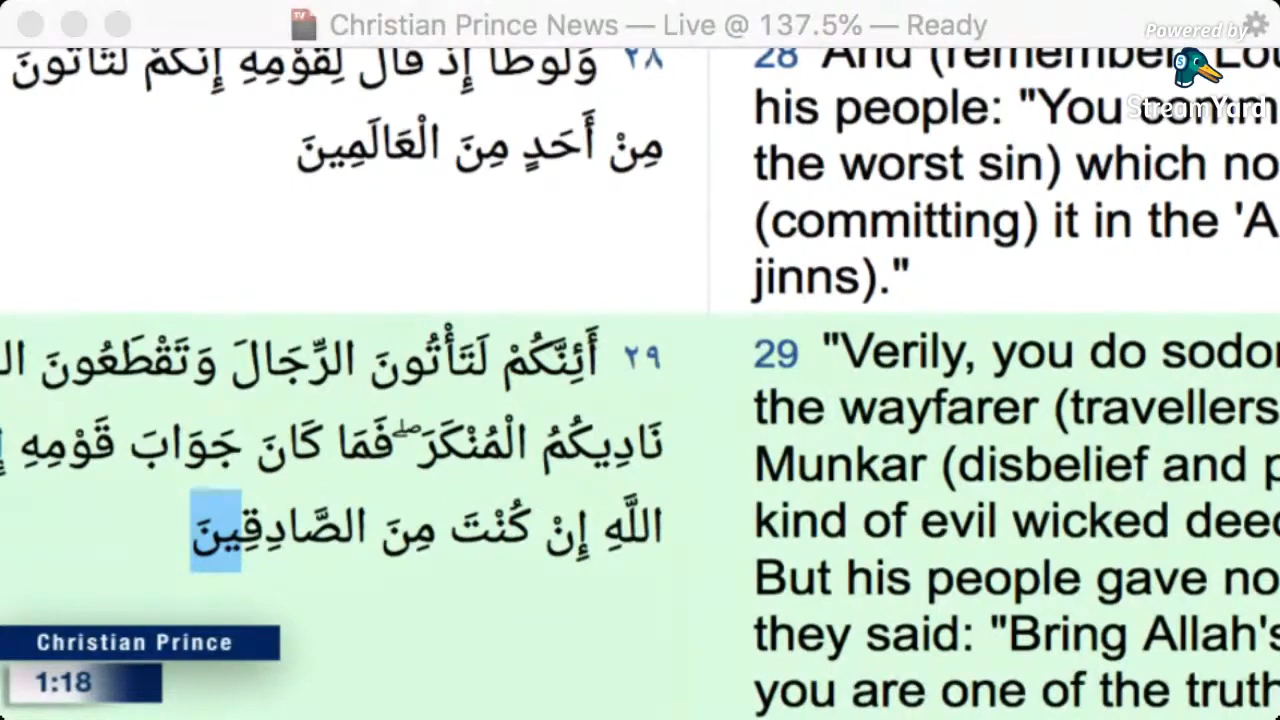 Christian Prince News — Live @ 137.5% — Ready
Powered by
StreamYard
٢٨ وَلُوطًا إِذْ قَالَ لِقَوْمِهِ إِنَّكُمْ لَتَأْتُونَ
مِنْ أَحَدٍ مِنَ الْعَالَمِينَ
28 And (remember) Lou
his people: "You comm
the worst sin) which no
(committing) it in the 'A
jinns)."
٢٩ أَئِنَّكُمْ لَتَأْتُونَ الرِّجَالَ وَتَقْطَعُونَ ال
نَادِيكُمُ الْمُنْكَرَ ۖ فَمَا كَانَ جَوَابَ قَوْمِهِ إ
اللَّهِ إِنْ كُنْتَ مِنَ الصَّادِقِينَ
29 "Verily, you do sodo
the wayfarer (travellers
Munkar (disbelief and p
kind of evil wicked deed
But his people gave no
they said: "Bring Allah's
you are one of the truth
Christian Prince
1:18